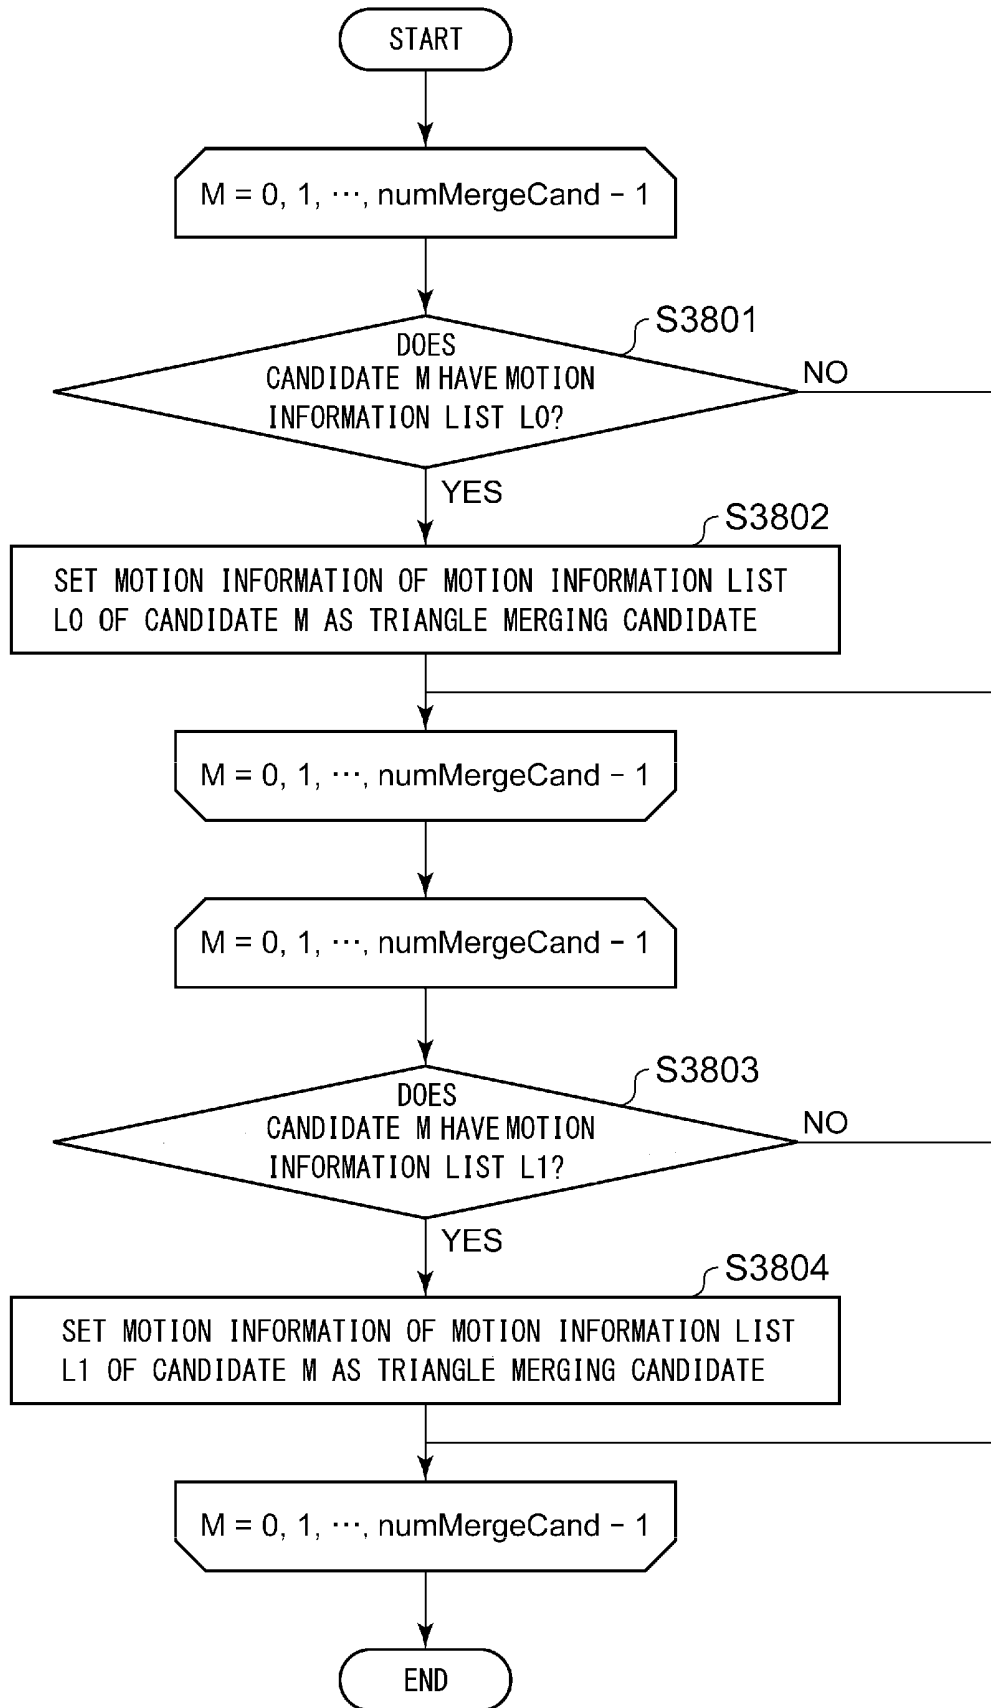 START
M = 0, 1, ⋯, numMergeCand − 1
S3801
DOES
CANDIDATE M HAVE MOTION
INFORMATION LIST L0?
NO
YES
S3802
SET MOTION INFORMATION OF MOTION INFORMATION LIST
L0 OF CANDIDATE M AS TRIANGLE MERGING CANDIDATE
M = 0, 1, ⋯, numMergeCand − 1
M = 0, 1, ⋯, numMergeCand − 1
S3803
DOES
CANDIDATE M HAVE MOTION
INFORMATION LIST L1?
NO
YES
S3804
SET MOTION INFORMATION OF MOTION INFORMATION LIST
L1 OF CANDIDATE M AS TRIANGLE MERGING CANDIDATE
M = 0, 1, ⋯, numMergeCand − 1
END